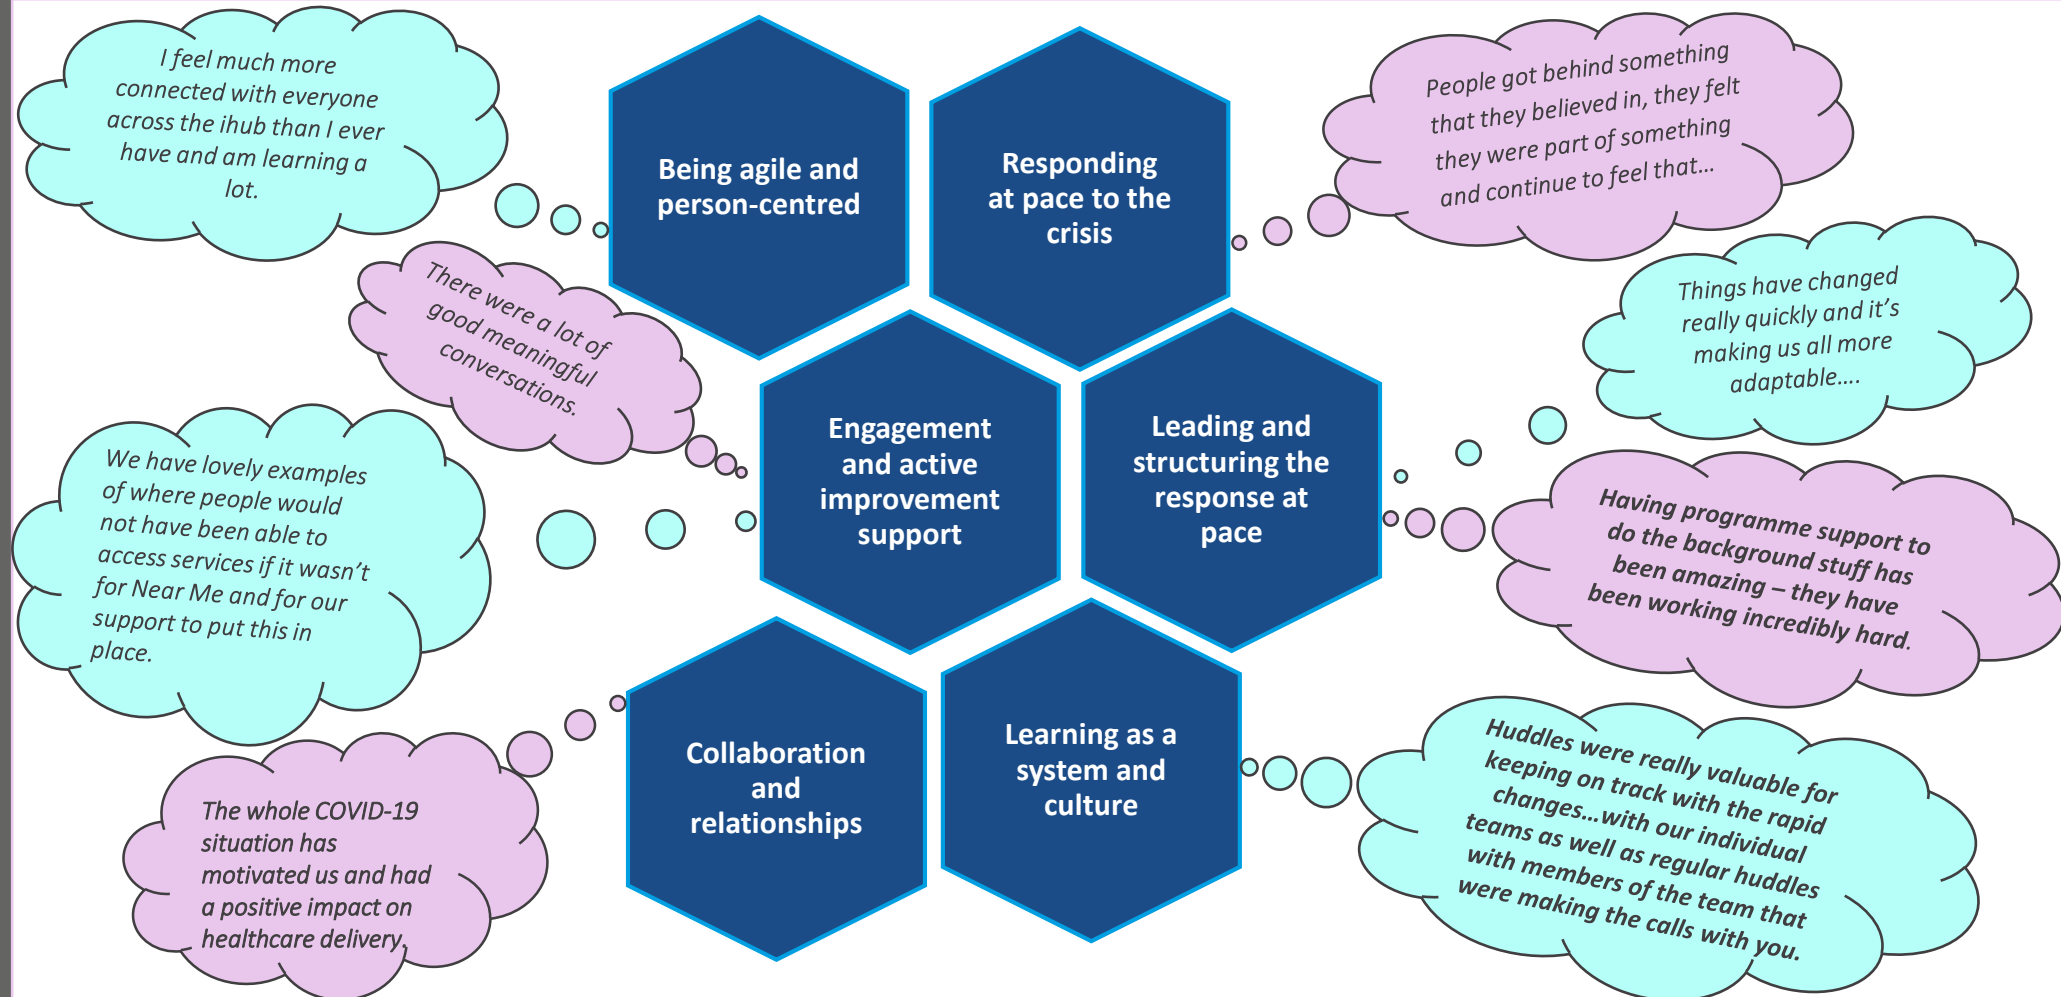 I feel much more
connected with everyone
across the ihub than I ever
have and am learning a
lot.
Being agile and
person-centred
Responding
at pace to the
crisis
People got behind something
that they believed in, they felt
they were part of something
and continue to feel that...
There were a lot of
good meaningful
conversations.
Things have changed
really quickly and it's
making us all more
adaptable....
Engagement
and active
improvement
support
Leading and
structuring the
response at
pace
We have lovely examples
of where people would
not have been able to
access services if it wasn't
for Near Me and for our
support to put this in
place.
Having programme support to
do the background stuff has
been amazing – they have
been working incredibly hard.
Collaboration
and
relationships
Learning as a
system and
culture
The whole COVID-19
situation has
motivated us and had
a positive impact on
healthcare delivery.
Huddles were really valuable for
keeping on track with the rapid
changes...with our individual
teams as well as regular huddles
with members of the team that
were making the calls with you.